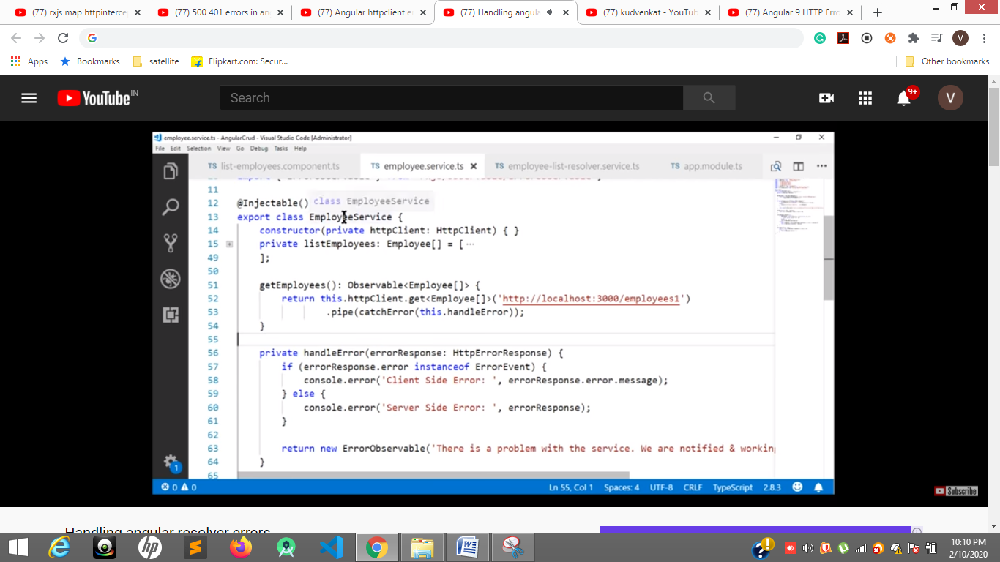 (77) rxjs map httpinterce
(77) 500 401 errors in an
(77) Angular httpclient e
(77) Handling angula
(77) kudvenkat - YouTub
(77) Angular 9 HTTP Erro
V
Apps
Bookmarks
satellite
Flipkart.com: Secur...
Other bookmarks
YouTube IN
Search
9+
V
employee.service.ts - AngularCrud - Visual Studio Code [Administrator]
File Edit Selection View Go Debug Tasks Help
TS list-employees.component.ts
TS employee.service.ts
TS employee-list-resolver.service.ts
TS app.module.ts
11
12 @Injectable() class EmployeeService
13 export class EmployeeService {
14 constructor(private httpClient: HttpClient) { }
15 private listEmployees: Employee[] = [ ...
49 ];
50
51 getEmployees(): Observable<Employee[]> {
52 return this.httpClient.get<Employee[]>('http://localhost:3000/employees1')
53 .pipe(catchError(this.handleError));
54 }
55
56 private handleError(errorResponse: HttpErrorResponse) {
57 if (errorResponse.error instanceof ErrorEvent) {
58 console.error('Client Side Error: ', errorResponse.error.message);
59 } else {
60 console.error('Server Side Error: ', errorResponse);
61 }
62
63 return new ErrorObservable('There is a problem with the service. We are notified & working
64 }
65
1
0 0
Ln 55, Col 1 Spaces: 4 UTF-8 CRLF TypeScript 2.8.3
Subscribe
Handling angular resolver errors
10:10 PM
2/10/2020